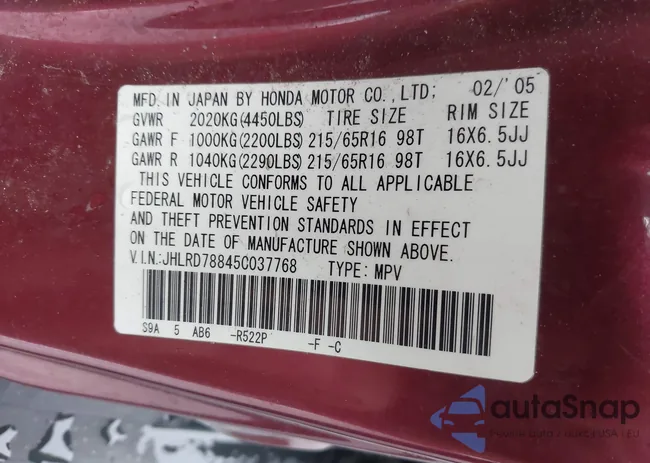 MFD. IN JAPAN BY HONDA MOTOR CO.,LTD; 02/'05
GVWR 2020KG(4450LBS) TIRE SIZE RIM SIZE
GAWR F 1000KG(2200LBS) 215/65R16 98T 16X6.5JJ
GAWR R 1040KG(2290LBS) 215/65R16 98T 16X6.5JJ
THIS VEHICLE CONFORMS TO ALL APPLICABLE
FEDERAL MOTOR VEHICLE SAFETY
AND THEFT PREVENTION STANDARDS IN EFFECT
ON THE DATE OF MANUFACTURE SHOWN ABOVE.
V.I.N:JHLRD78845C037768 TYPE: MPV
S9A 5 AB6 -R522P -F -C
autaSnap